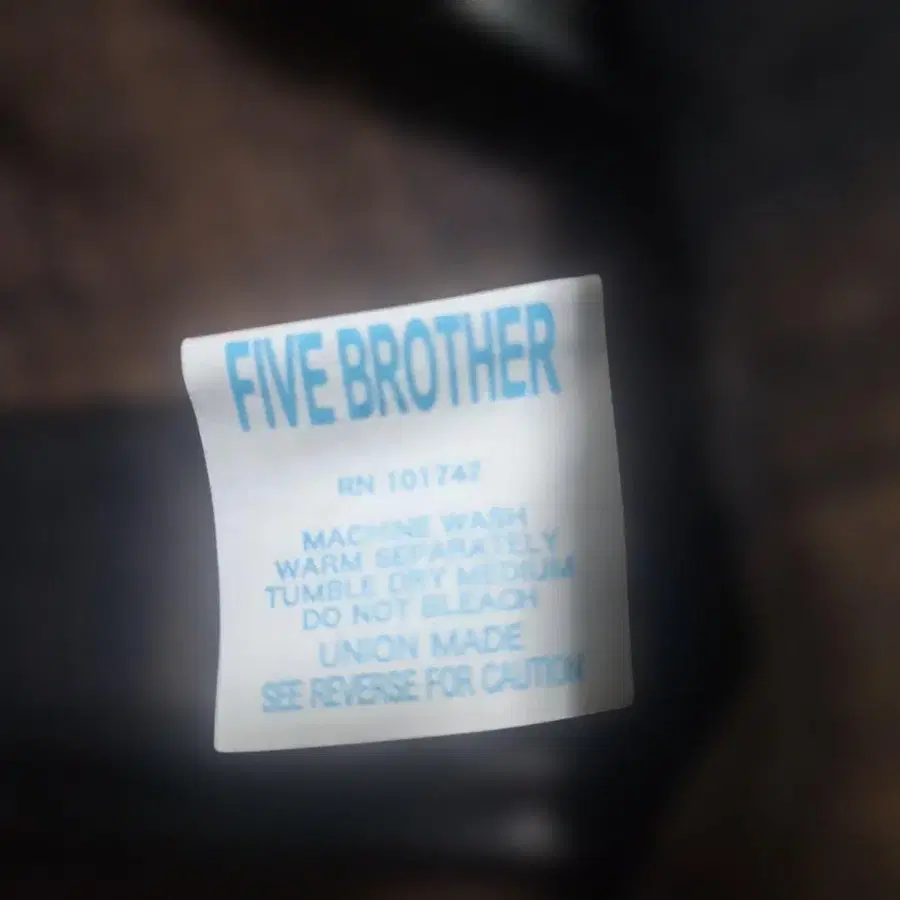 FIVE BROTHER
RN 101742
MACHINE WASH
WARM SEPARATELY
TUMBLE DRY MEDIUM
DO NOT BLEACH
UNION MADE
SEE REVERSE FOR CAUTION